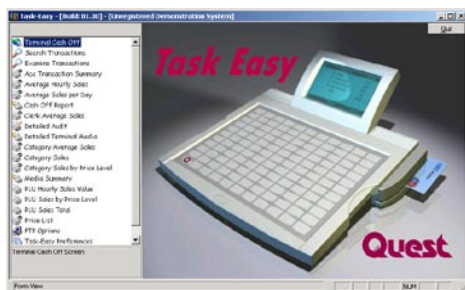 Task-Easy - [Build:01.30] - [Unregistered Demonstration System]
Quit
Terminal Cash Off
Search Transactions
Examine Transactions
Acc Transaction Summary
Average Hourly Sales
Average Sales per Day
Cash Off Report
Clerk Average Sales
Detailed Audit
Detailed Terminal Media
Category Average Sales
Category Sales
Category Sales by Price Level
Media Summary
PLU Hourly Sales Value
PLU Sales by Price Level
PLU Sales Total
Price List
FTT Options
Task-Easy Preferences
Task Easy
Quest
Terminal Cash Off Screen
Form View
NUM